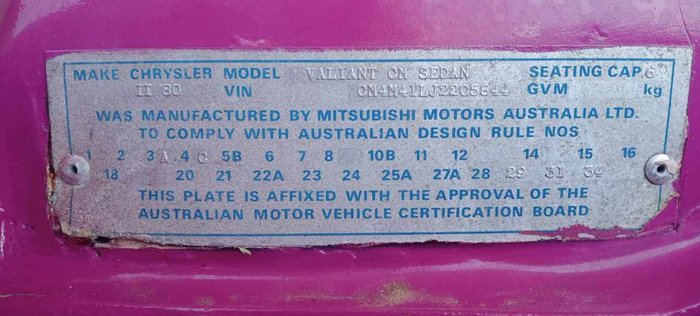 MAKE CHRYSLER MODEL VALIANT CM SEDAN SEATING CAP 6
II 80 VIN CM4M41LJ2205644 GVM kg
WAS MANUFACTURED BY MITSUBISHI MOTORS AUSTRALIA LTD.
TO COMPLY WITH AUSTRALIAN DESIGN RULE NOS
1 2 3A 4C 5B 6 7 8 10B 11 12 14 15 16
18 20 21 22A 23 24 25A 27A 28 29 31 34
THIS PLATE IS AFFIXED WITH THE APPROVAL OF THE
AUSTRALIAN MOTOR VEHICLE CERTIFICATION BOARD